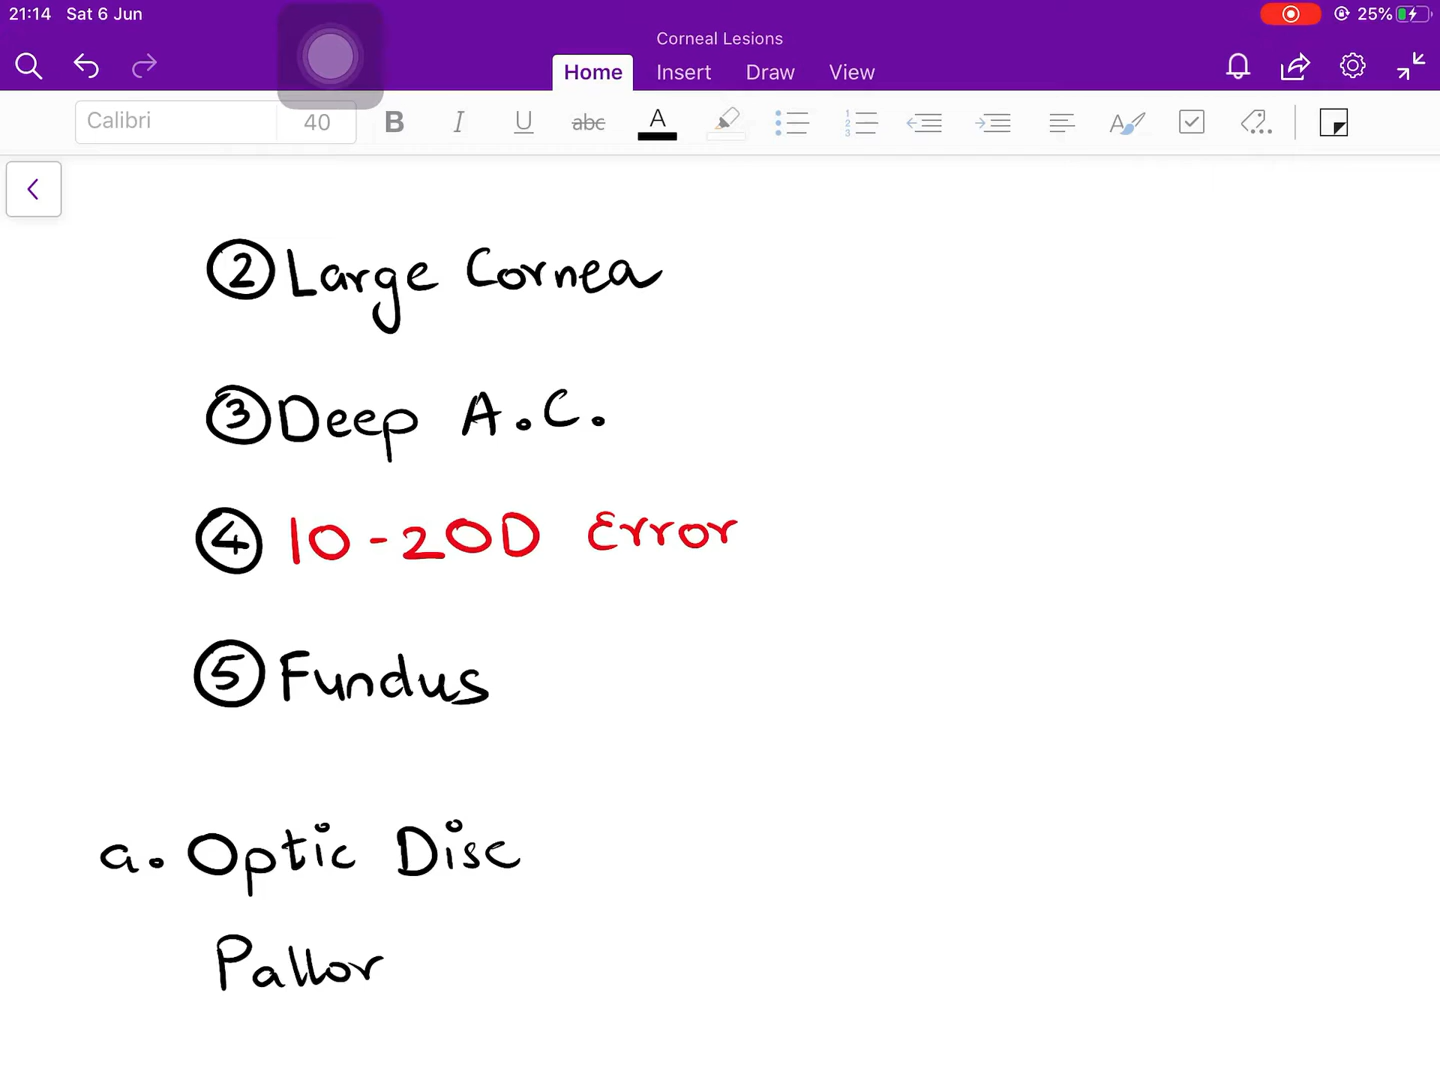 21:14 Sat 6 Jun 25%
Corneal Lesions
Home Insert Draw View
Calibri 40 B I U abc A
② Large Cornea
③ Deep A.C.
④ 10-20D Error
⑤ Fundus
a. Optic Disc
Pallor